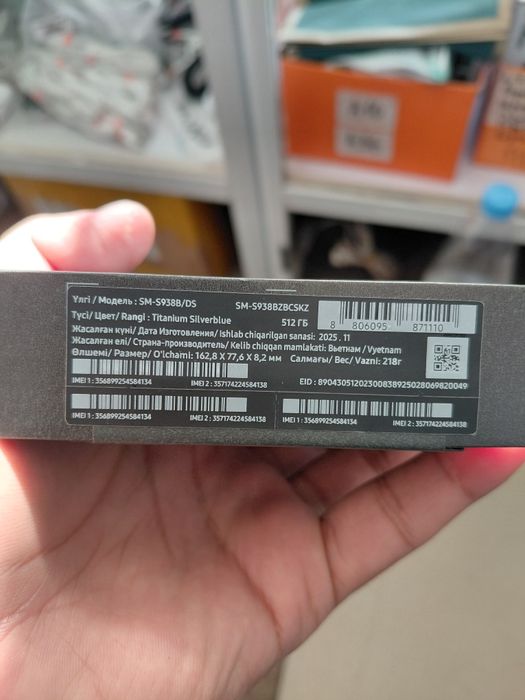 Үлгі / Модель : SM-S938B/DS
SM-S938BZBCSKZ
Түсі / Цвет / Rangi : Titanium Silverblue
512 ГБ
8 806095 871110
Жасалған күні / Дата Изготовления / Ishlab chiqarilgan sanasi: 2025 . 11
Жасалған елі / Страна-производитель / Kelib chiqqan mamlakati: Вьетнам / Vyetnam
Өлшемі/ Размер/ O'lchami: 162,8 x 77,6 x 8,2 мм
Салмағы/ Вес/ Vazni: 218г
IMEI 1 : 356899254584134
IMEI 2 : 357174224584138
EID : 89043051202300838925028069820049
IMEI 1 : 356899254584134
IMEI 2 : 357174224584138
IMEI 1 : 356899254584134
IMEI 2 : 357174224584138